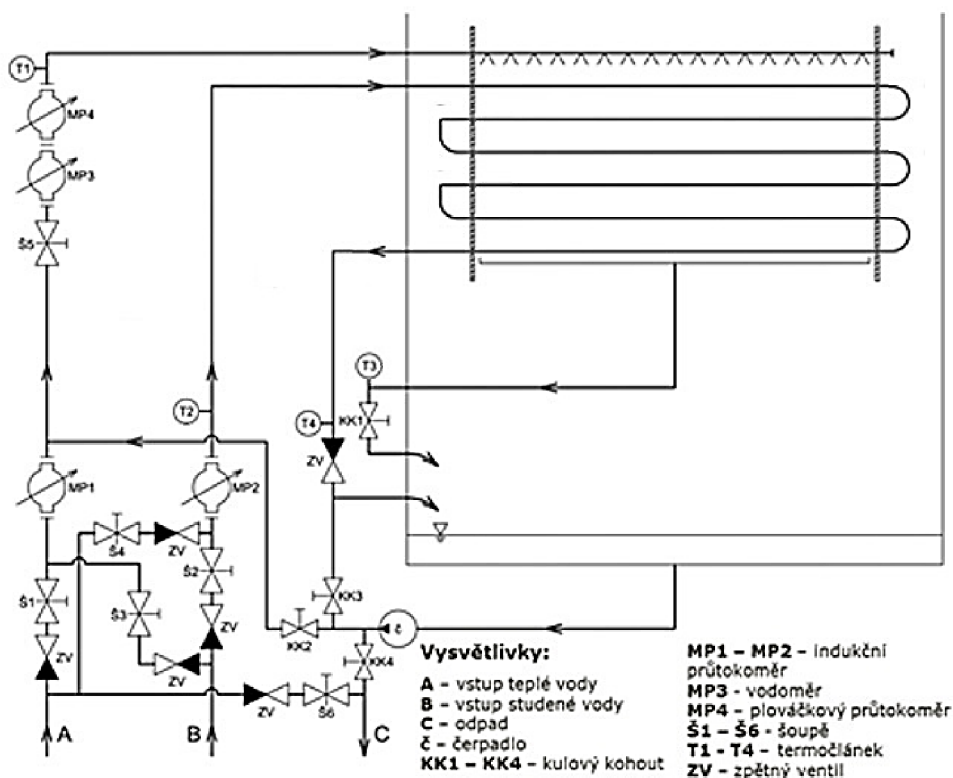 T1
MP4
MP3
Š5
T2
T3
T4
KK1
ZV
MP1
MP2
Š4
ZV
Š2
Š1
Š3
ZV
KK3
ZV
ZV
KK2
č
KK4
ZV
Š6
A
B
C
Vysvětlivky:
A – vstup teplé vody
B – vstup studené vody
C – odpad
č – čerpadlo
KK1 – KK4 – kulový kohout
MP1 – MP2 – indukční
průtokoměr
MP3 - vodoměr
MP4 – plováčkový průtokoměr
Š1 – Š6 - šoupě
T1 - T4 – termočlánek
ZV – zpětný ventil